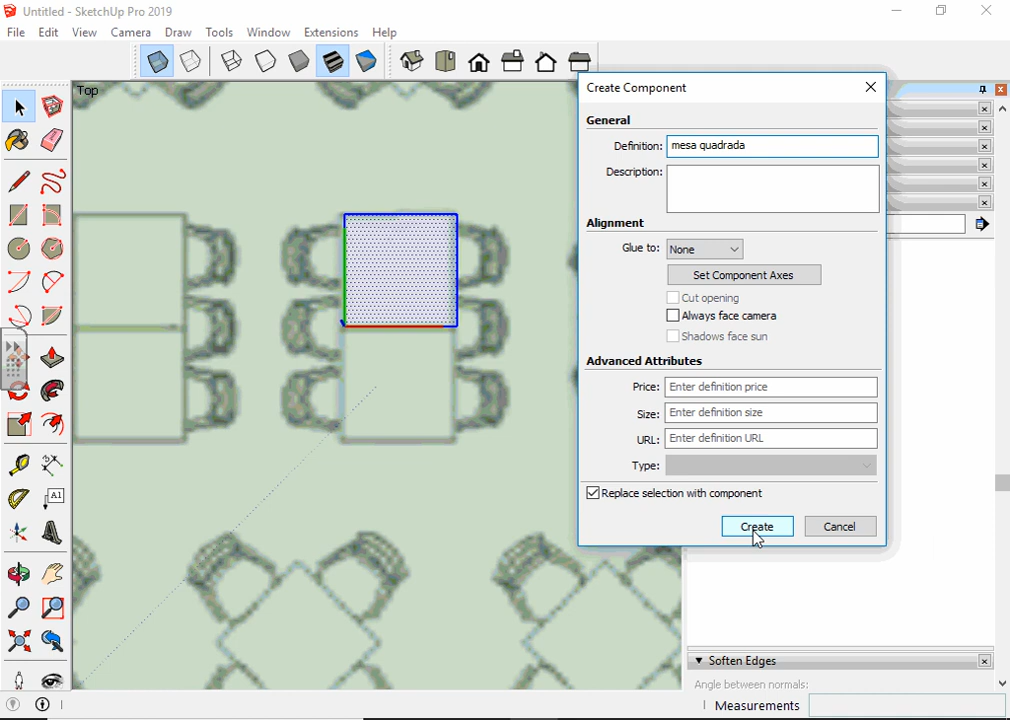 Untitled - SketchUp Pro 2019
File Edit View Camera Draw Tools Window Extensions Help
Top
Create Component
General
Definition: mesa quadrada
Description:
Alignment
Glue to: None
Set Component Axes
Cut opening
Always face camera
Shadows face sun
Advanced Attributes
Price: Enter definition price
Size: Enter definition size
URL: Enter definition URL
Type:
Replace selection with component
Create Cancel
A1
Soften Edges
Angle between normals:
Measurements